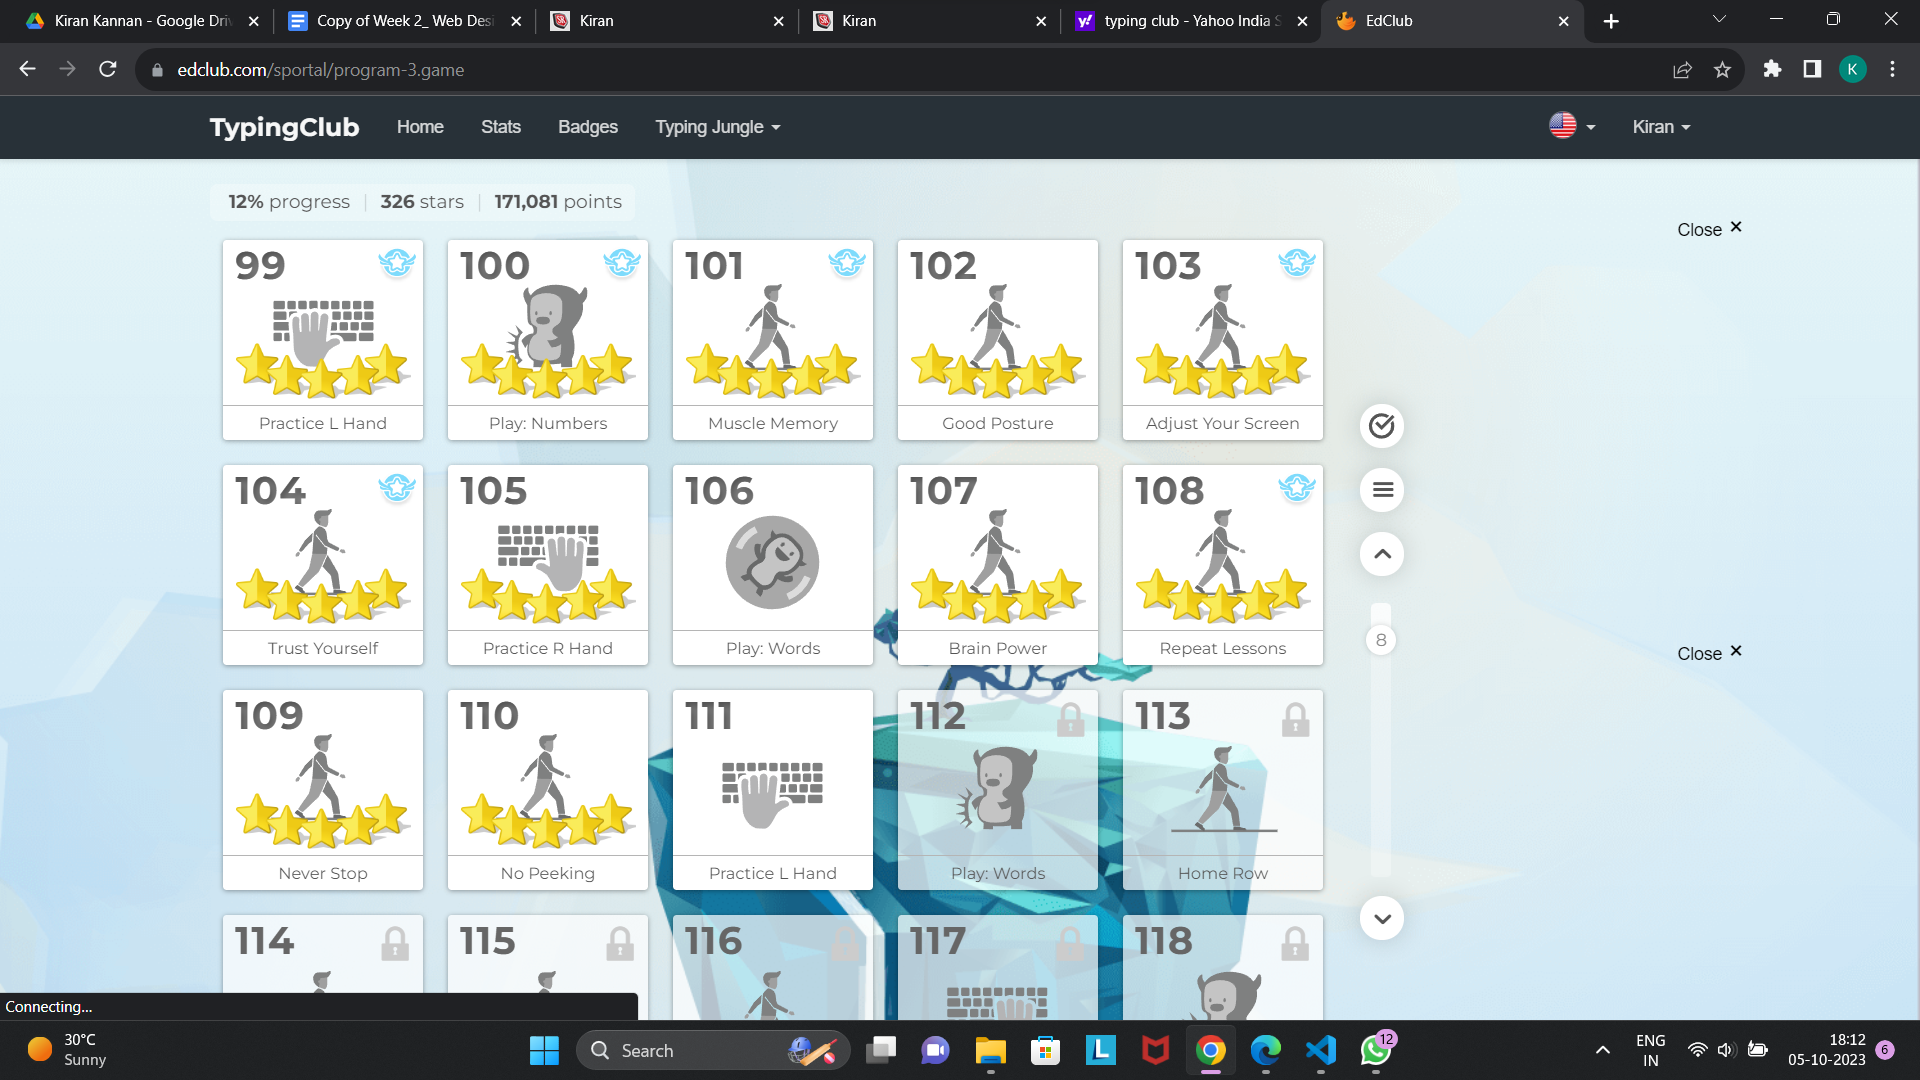 Kiran Kannan - Google Dri
Copy of Week 2_ Web Desi
Kiran
Kiran
typing club - Yahoo India S
EdClub
edclub.com/sportal/program-3.game
K
TypingClub
Home
Stats
Badges
Typing Jungle
Kiran
12% progress
326 stars
171,081 points
Close ×
99
100
101
102
103
Practice L Hand
Play: Numbers
Muscle Memory
Good Posture
Adjust Your Screen
104
105
106
107
108
8
Trust Yourself
Practice R Hand
Play: Words
Brain Power
Repeat Lessons
Close ×
109
110
111
112
113
Never Stop
No Peeking
Practice L Hand
Play: Words
Home Row
114
115
116
117
118
Connecting...
30°C
Sunny
Search
L
12
ENG
IN
18:12
05-10-2023
6